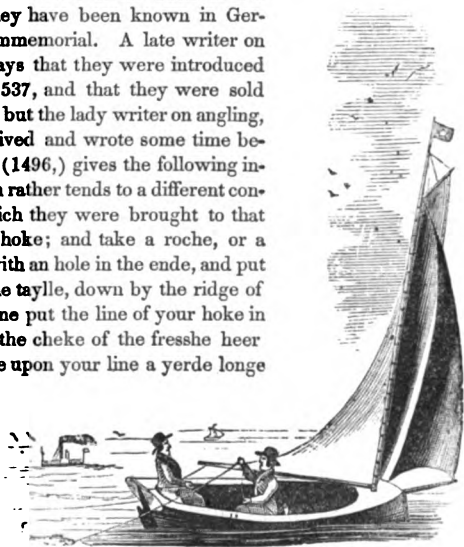 ey have been known in Ger-
mmemorial. A late writer on
ays that they were introduced
537, and that they were sold
but the lady writer on angling,
ived and wrote some time be-
(1496,) gives the following in-
rather tends to a different con-
ich they were brought to that
hoke; and take a roche, or a
ith an hole in the ende, and put
e taylle, down by the ridge of
ne put the line of your hoke in
the cheke of the fresshe heer
upon your line a yerde longe